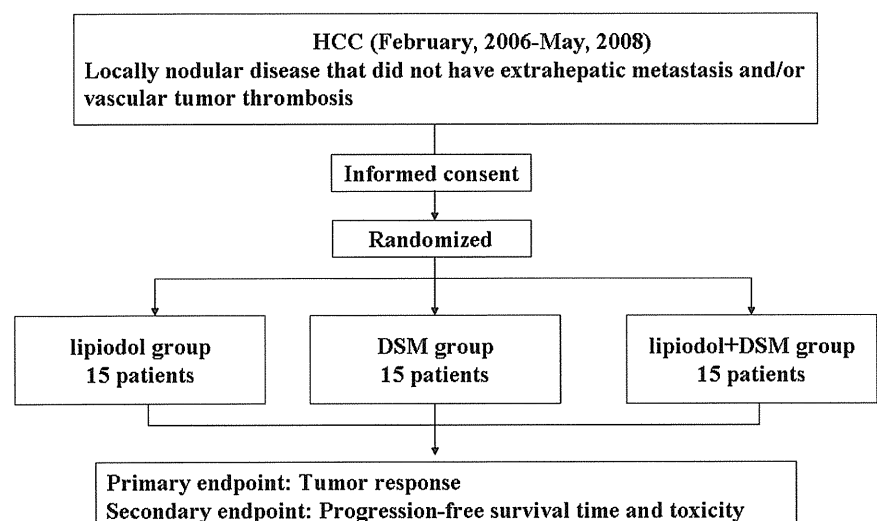 HCC (February, 2006-May, 2008)
Locally nodular disease that did not have extrahepatic metastasis and/or
vascular tumor thrombosis
Informed consent
Randomized
lipiodol group
15 patients
DSM group
15 patients
lipiodol+DSM group
15 patients
Primary endpoint: Tumor response
Secondary endpoint: Progression-free survival time and toxicity